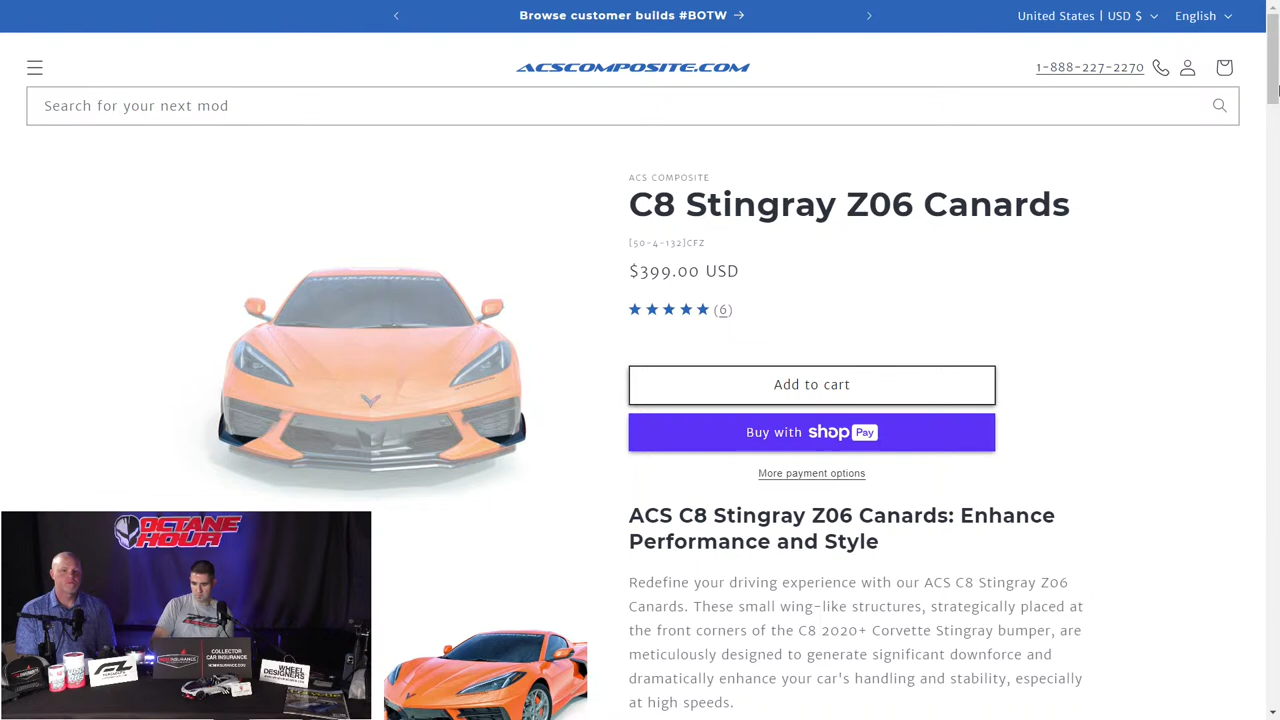 Browse customer builds #BOTW →
United States | USD $
English
ACSCOMPOSITE.COM
1-888-227-2270
Search for your next mod
ACS COMPOSITE
C8 Stingray Z06 Canards
[50-4-132]CFZ
$399.00 USD
(6)
Add to cart
Buy with shop Pay
More payment options
ACS C8 Stingray Z06 Canards: Enhance
Performance and Style
Redefine your driving experience with our ACS C8 Stingray Z06
Canards. These small wing-like structures, strategically placed at
the front corners of the C8 2020+ Corvette Stingray bumper, are
meticulously designed to generate significant downforce and
dramatically enhance your car's handling and stability, especially
at high speeds.
OCTANE
HOUR
COLLECTOR
CAR INSURANCE
WHEEL
DESIGNERS